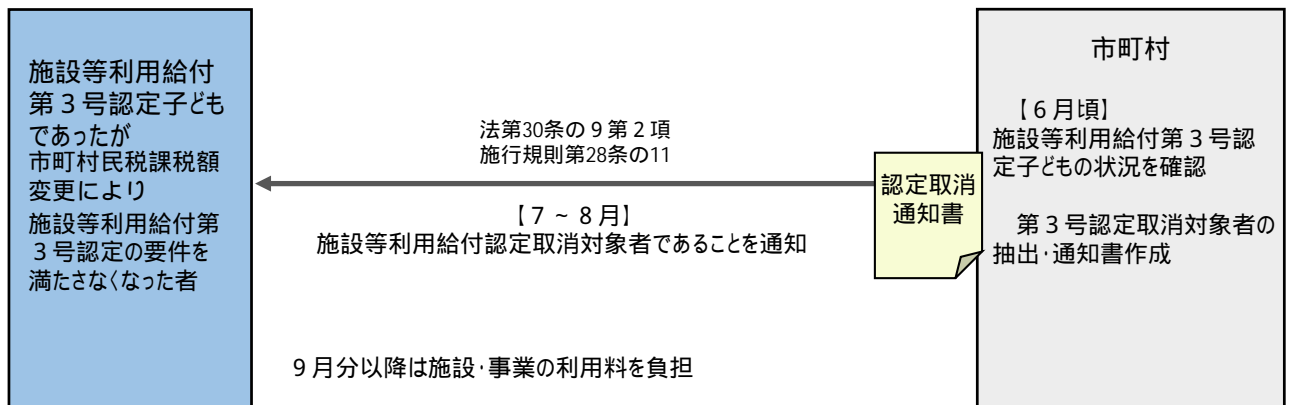 施設等利用給付
第３号認定子ども
であったが
市町村民税課税額
変更により
施設等利用給付第
３号認定の要件を
満たさなくなった者
法第30条の９第２項
施行規則第28条の11
【７～８月】
施設等利用給付認定取消対象者であることを通知
９月分以降は施設・事業の利用料を負担
認定取消
通知書
市町村
【６月頃】
施設等利用給付第３号認
定子どもの状況を確認
第３号認定取消対象者の
抽出・通知書作成